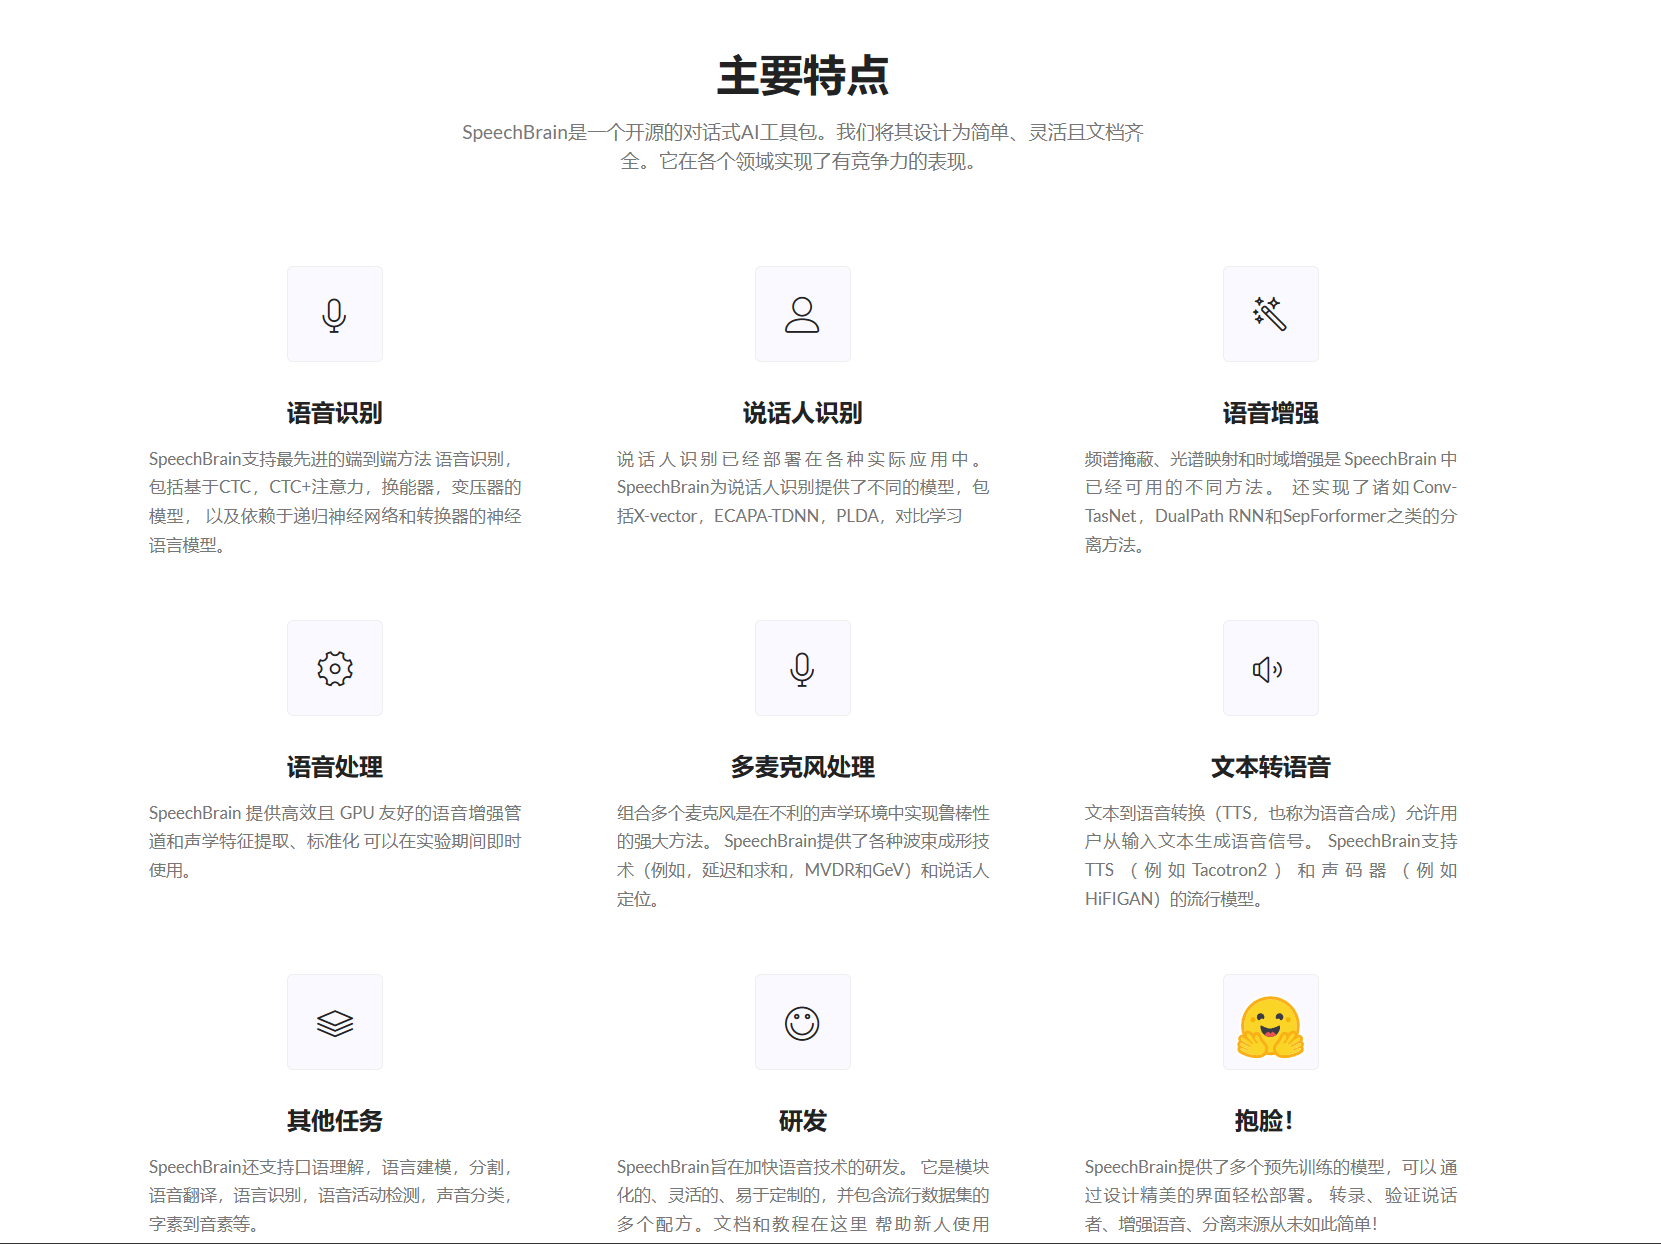 主要特点
SpeechBrain是一个开源的对话式AI工具包。我们将其设计为简单、灵活且文档齐
全。它在各个领域实现了有竞争力的表现。
语音识别
SpeechBrain支持最先进的端到端方法 语音识别，
包括基于CTC，CTC+注意力，换能器，变压器的
模型， 以及依赖于递归神经网络和转换器的神经
语言模型。
说话人识别
说话人识别已经部署在各种实际应用中。
SpeechBrain为说话人识别提供了不同的模型，包
括X-vector，ECAPA-TDNN，PLDA，对比学习
语音增强
频谱掩蔽、光谱映射和时域增强是 SpeechBrain 中
已经可用的不同方法。 还实现了诸如 Conv-
TasNet，DualPath RNN和SepForformer之类的分
离方法。
语音处理
SpeechBrain 提供高效且 GPU 友好的语音增强管
道和声学特征提取、标准化 可以在实验期间即时
使用。
多麦克风处理
组合多个麦克风是在不利的声学环境中实现鲁棒性
的强大方法。 SpeechBrain提供了各种波束成形技
术（例如，延迟和求和，MVDR和GeV）和说话人
定位。
文本转语音
文本到语音转换（TTS，也称为语音合成）允许用
户从输入文本生成语音信号。 SpeechBrain支持
TTS（例如 Tacotron2）和声码器（例如
HiFIGAN）的流行模型。
其他任务
SpeechBrain还支持口语理解，语言建模，分割，
语音翻译，语言识别，语音活动检测，声音分类，
字素到音素等。
研发
SpeechBrain旨在加快语音技术的研发。 它是模块
化的、灵活的、易于定制的，并包含流行数据集的
多个配方。文档和教程在这里 帮助新人使用
抱脸！
SpeechBrain提供了多个预先训练的模型，可以 通
过设计精美的界面轻松部署。 转录、验证说话
者、增强语音、分离来源从未如此简单！